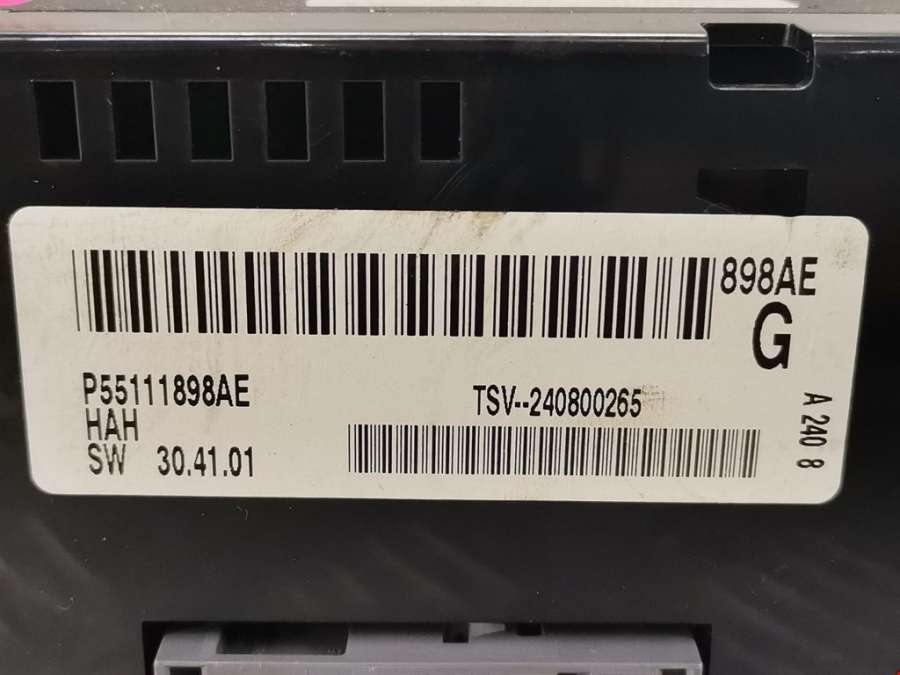 898AE
G
P55111898AE
TSV--240800265
HAH
SW 30.41.01
A 240 8